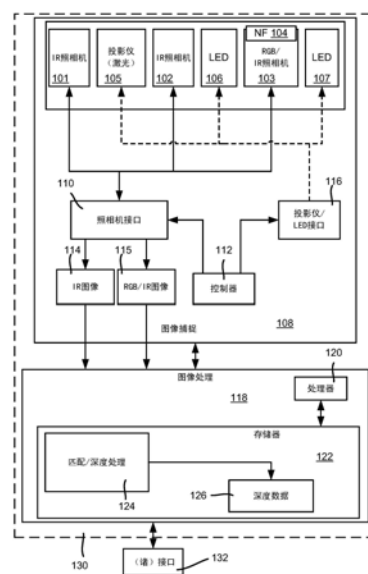 IR照相机
101
投影仪
(激光)
105
IR照相机
102
LED
106
NF 104
RGB/
IR照相机
103
LED
107
110
照相机接口
116
投影仪/
LED接口
114
IR图像
115
RGB/IR图像
112
控制器
图像捕捉
108
图像处理
118
120
处理器
存储器
122
匹配/深度处理
124
126
深度数据
130
(诸)接口
132